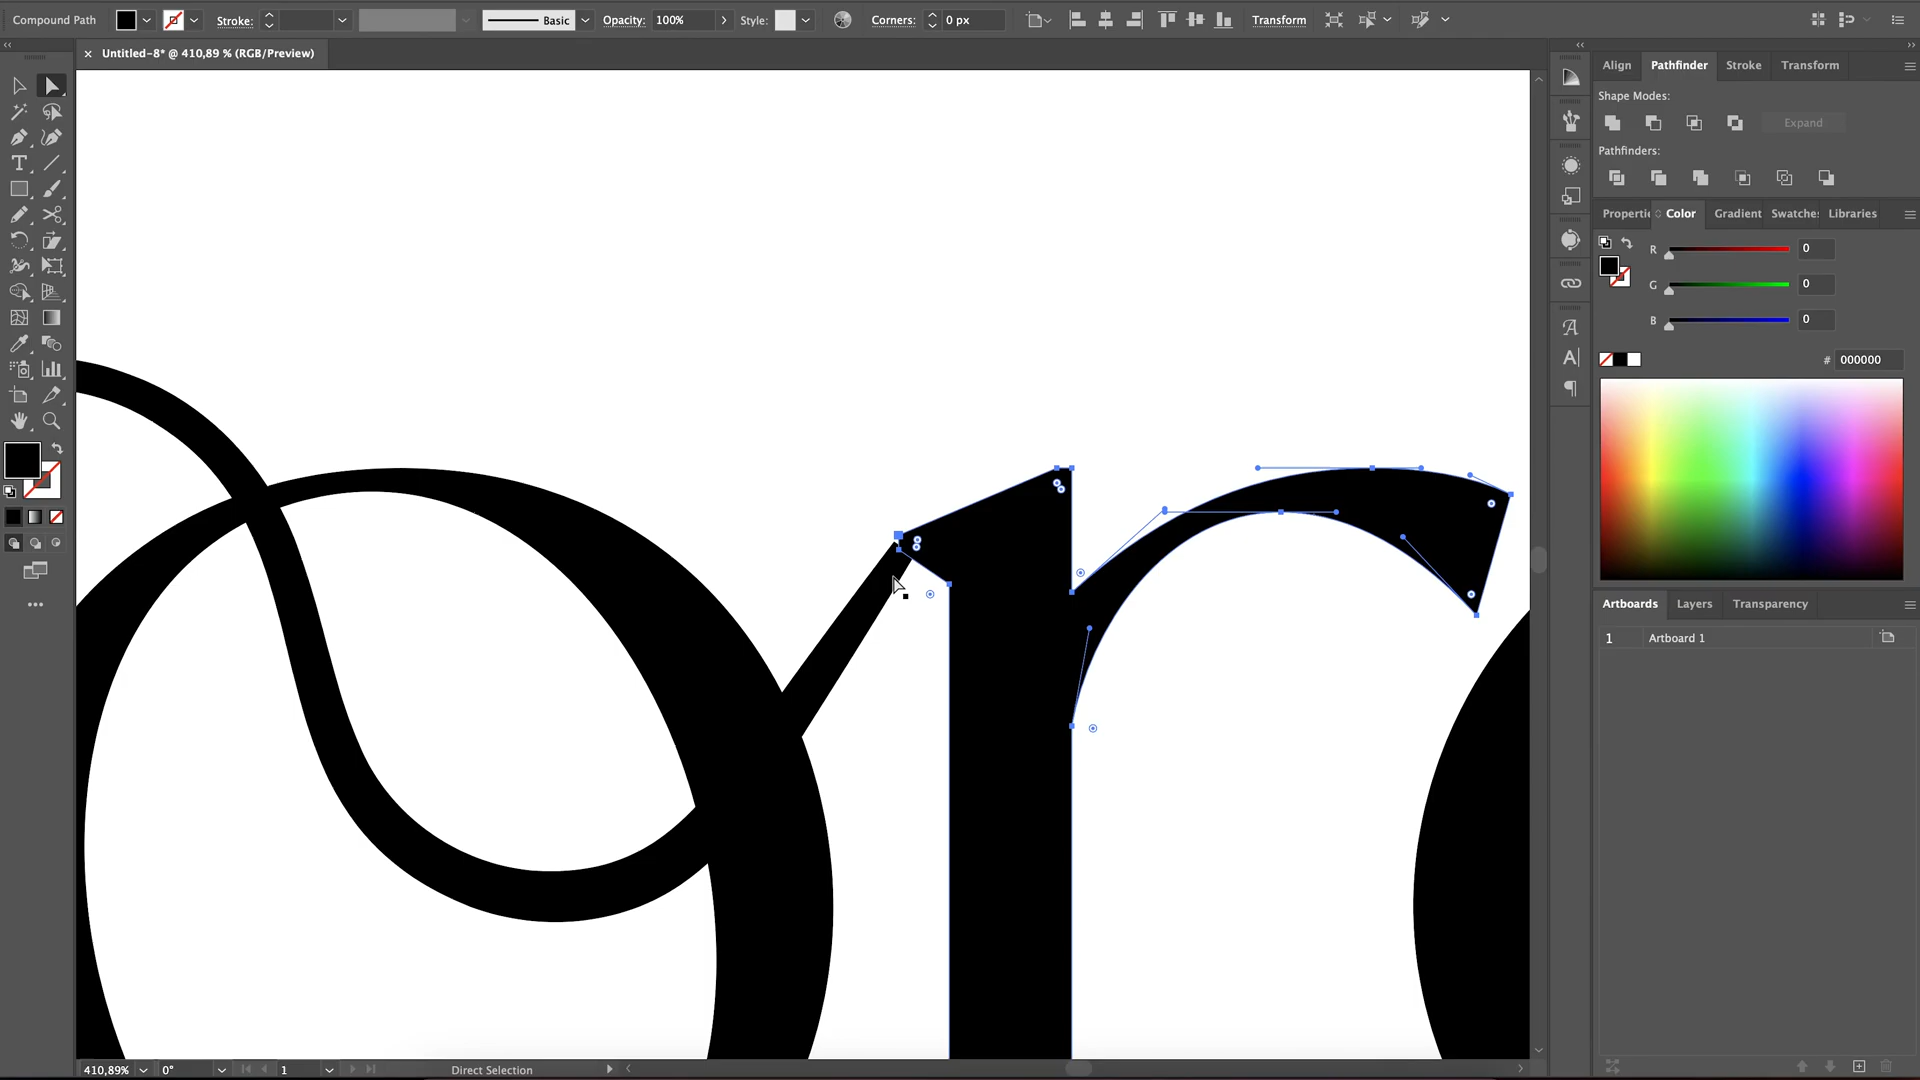 Compound Path
Stroke:
Basic
Opacity:
100%
Style:
Corners:
0 px
Transform
Untitled-8* @ 410,89 % (RGB/Preview)
Align
Pathfinder
Stroke
Transform
Shape Modes:
Expand
Pathfinders:
Properti
Color
Gradient
Swatches
Libraries
R
0
G
0
B
0
# 000000
Artboards
Layers
Transparency
1
Artboard 1
410,89%
0°
1
Direct Selection